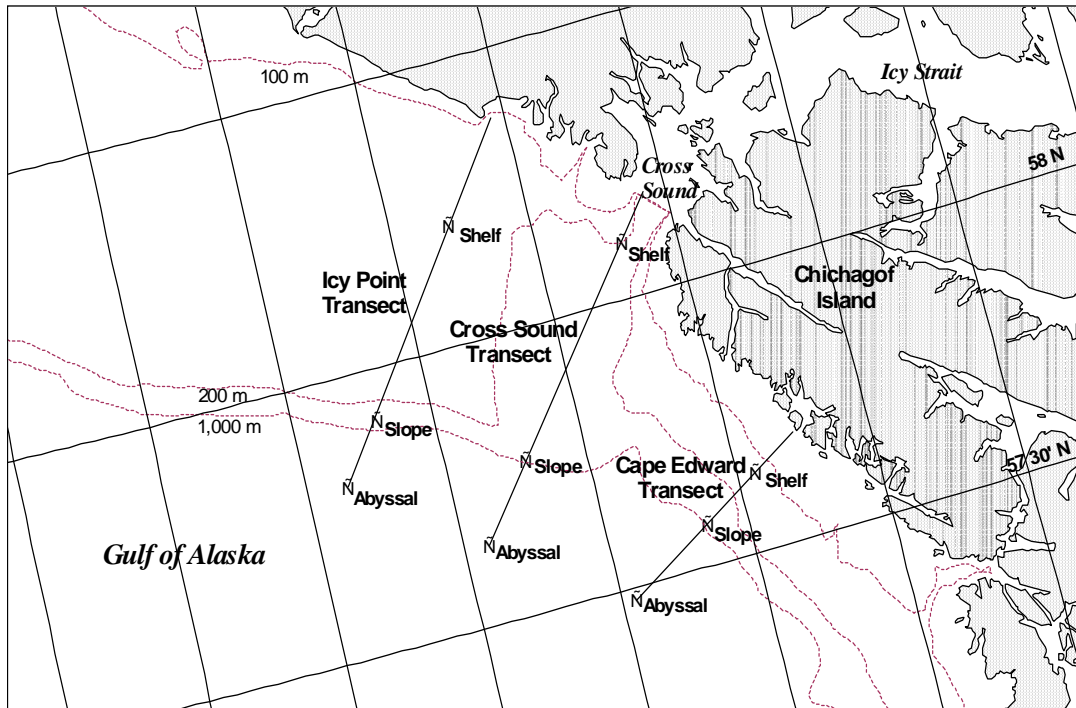 Icy Strait
100 m
Cross
Sound
58 N
Ñ Shelf
Ñ Shelf
Icy Point
Transect
Chichagof
Island
Cross Sound
Transect
200 m
1,000 m
Ñ Slope
Ñ Slope
Cape Edward
Transect
Ñ Shelf
57 30' N
Ñ Abyssal
Ñ Slope
Gulf of Alaska
Ñ Abyssal
Ñ Abyssal